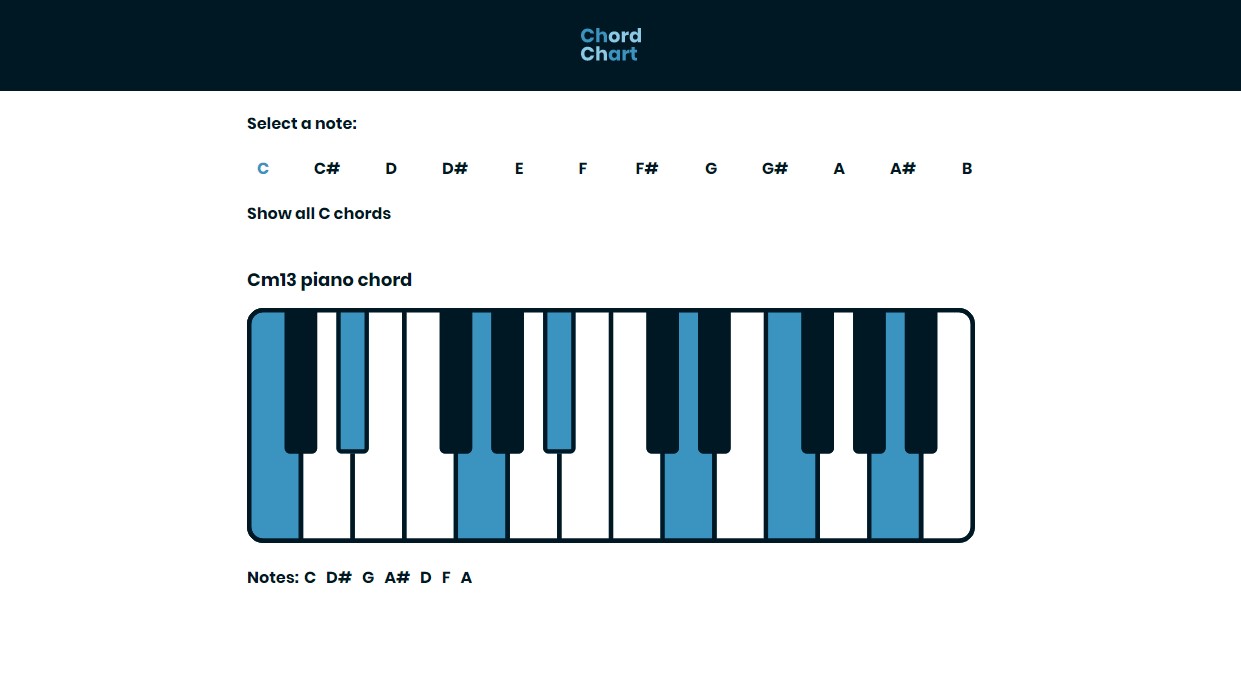 Chord
Chart
Select a note:
C C# D D# E F F# G G# A A# B
Show all C chords
Cm13 piano chord
Notes: C D# G A# D F A